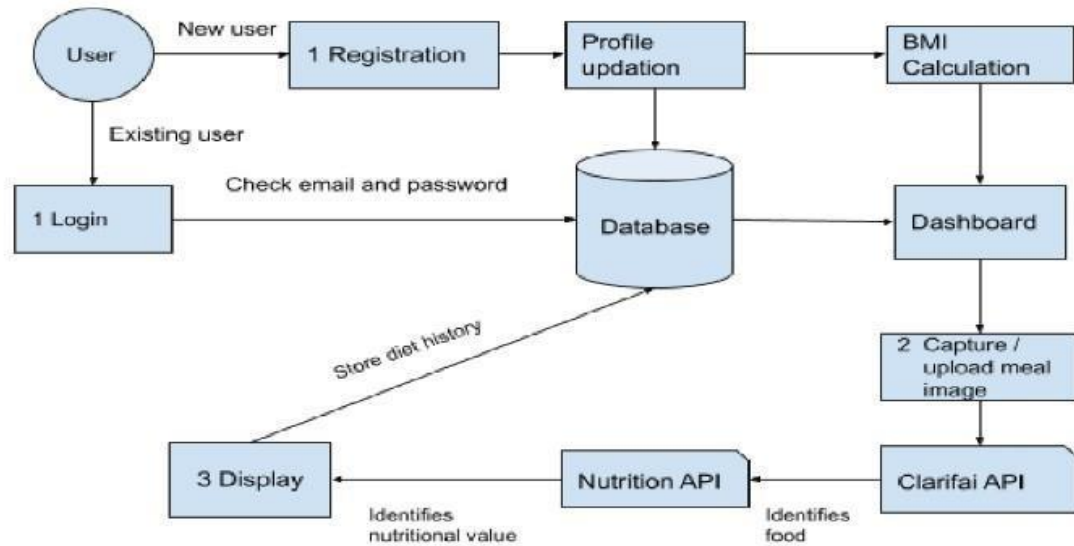 User
New user
1 Registration
Profile
updation
BMI
Calculation
Existing user
1 Login
Check email and password
Database
Dashboard
Store diet history
2 Capture /
upload meal
image
3 Display
Nutrition API
Clarifai API
Identifies
nutritional value
Identifies
food